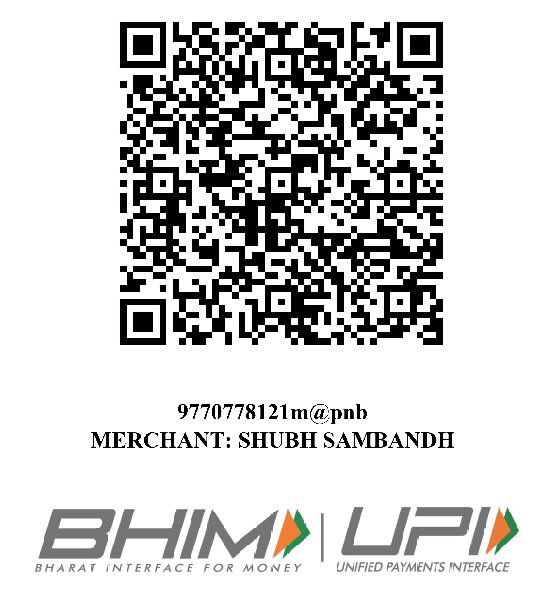 9770778121m@pnb
MERCHANT: SHUBH SAMBANDH
BHIM | UPI
BHARAT INTERFACE FOR MONEY UNIFIED PAYMENTS INTERFACE